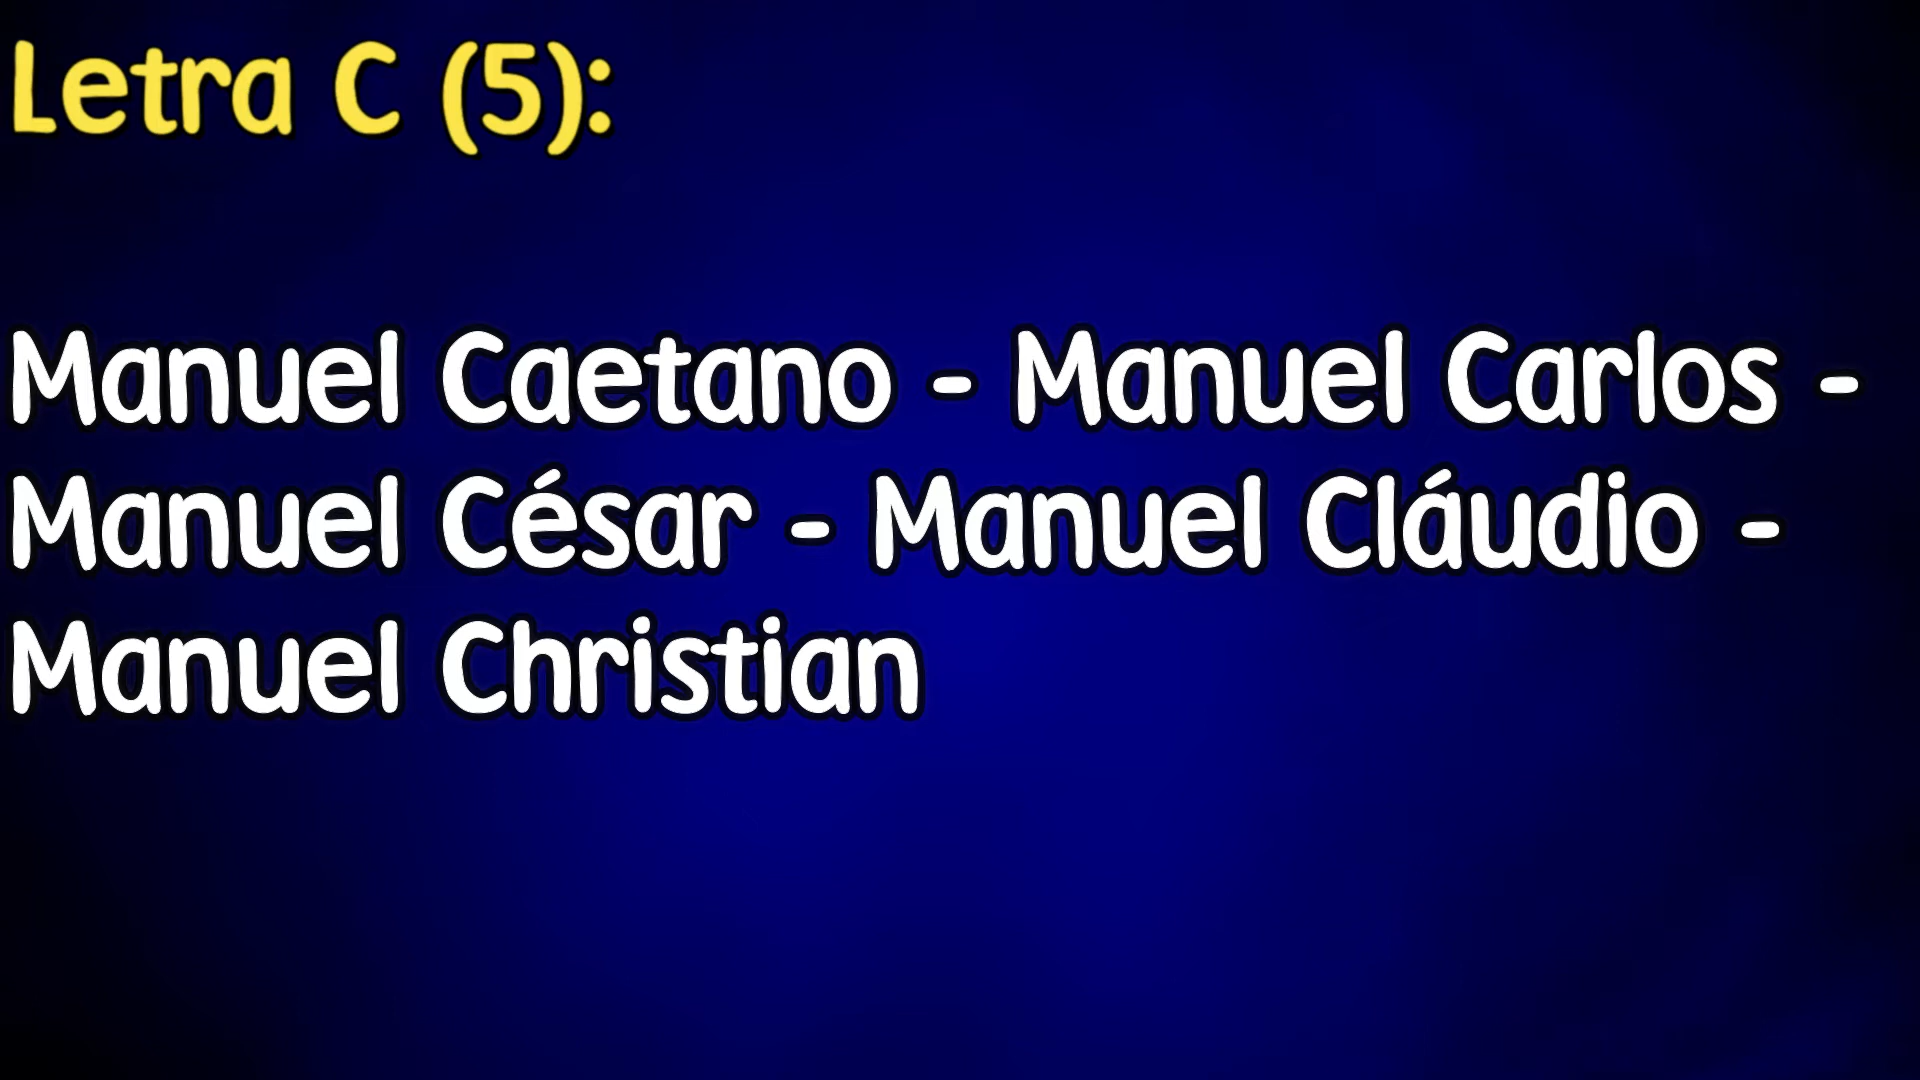 Letra C (5):
Manuel Caetano - Manuel Carlos -
Manuel César - Manuel Cláudio -
Manuel Christian